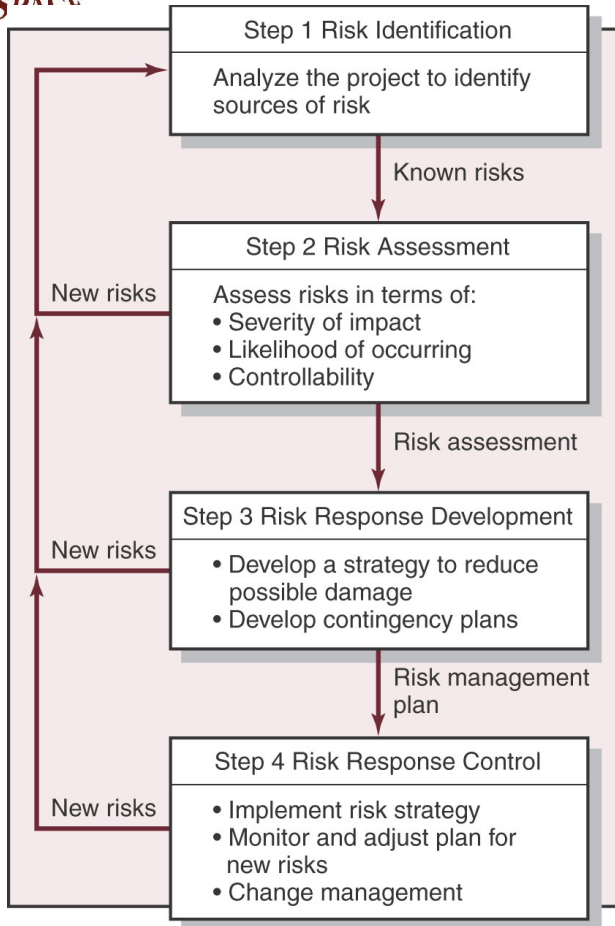 Step 1 Risk Identification
Analyze the project to identify
sources of risk
Known risks
Step 2 Risk Assessment
New risks
Assess risks in terms of:
• Severity of impact
• Likelihood of occurring
• Controllability
Risk assessment
Step 3 Risk Response Development
New risks
• Develop a strategy to reduce
possible damage
• Develop contingency plans
Risk management
plan
Step 4 Risk Response Control
New risks
• Implement risk strategy
• Monitor and adjust plan for
new risks
• Change management